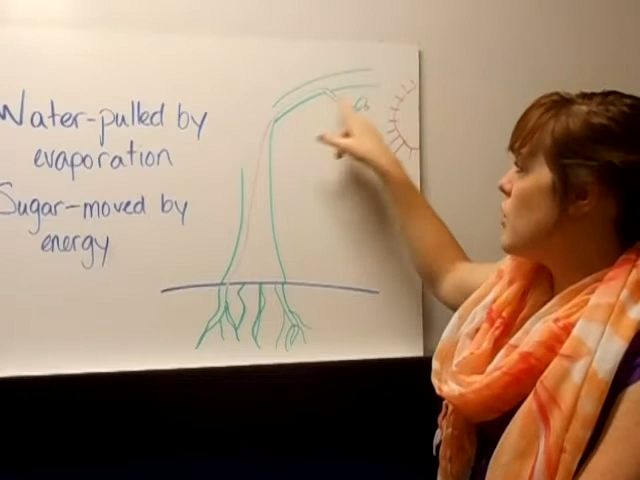 Water-pulled by
evaporation
Sugar-moved by
energy